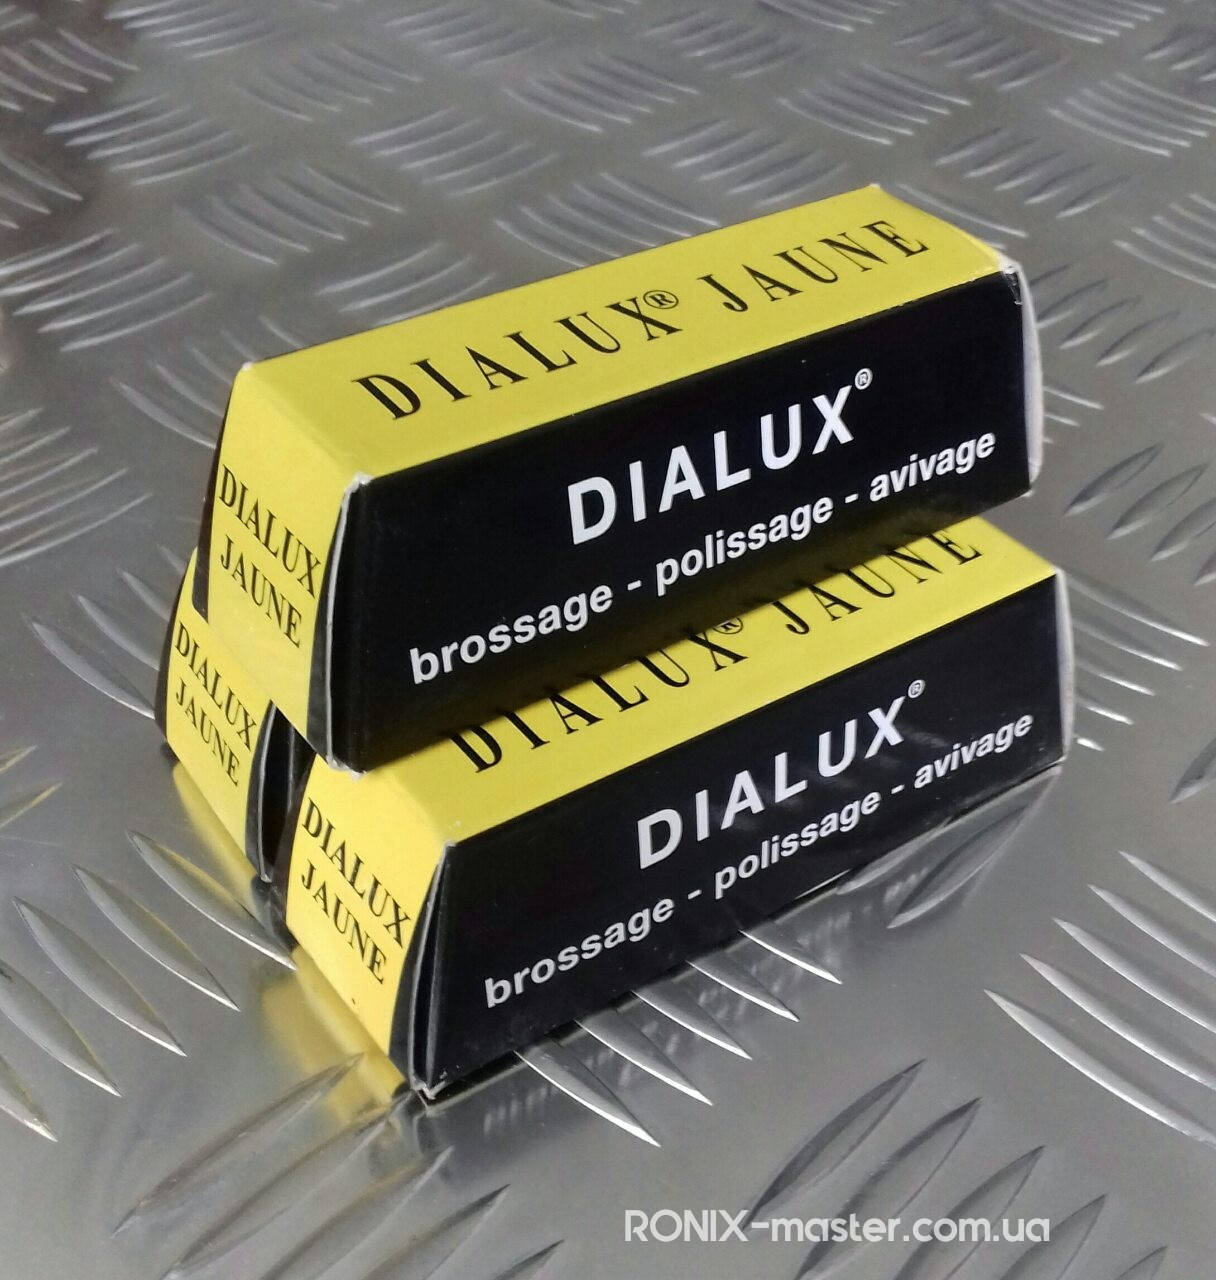 DIALUX® JAUNE
DIALUX®
brossage - polissage - avivage
DIALUX
JAUNE
DIALUX® JAUNE
DIALUX®
brossage - polissage - avivage
DIALUX
JAUNE
DIALUX
JAUNE
RONIX-master.com.ua